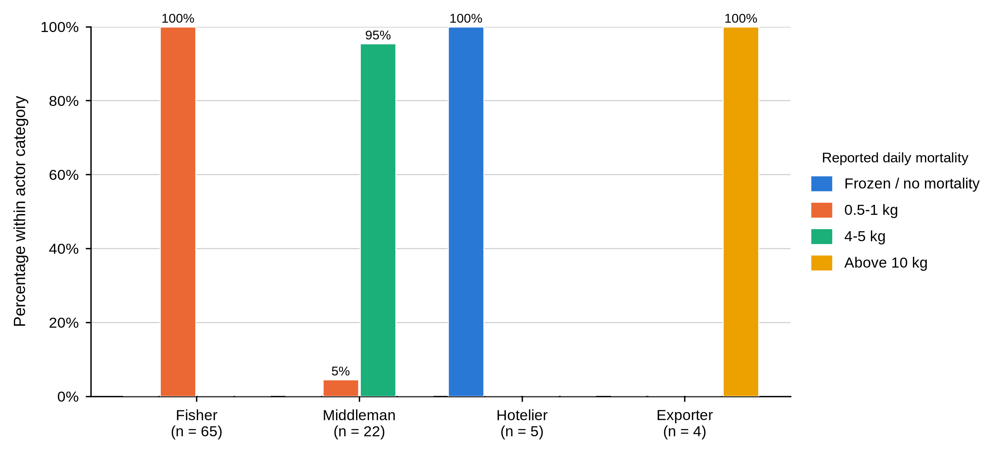 Percentage within actor category
100%
80%
60%
40%
20%
0%
100%
5%
95%
100%
100%
Fisher
(n = 65)
Middleman
(n = 22)
Hotelier
(n = 5)
Exporter
(n = 4)
Reported daily mortality
Frozen / no mortality
0.5-1 kg
4-5 kg
Above 10 kg